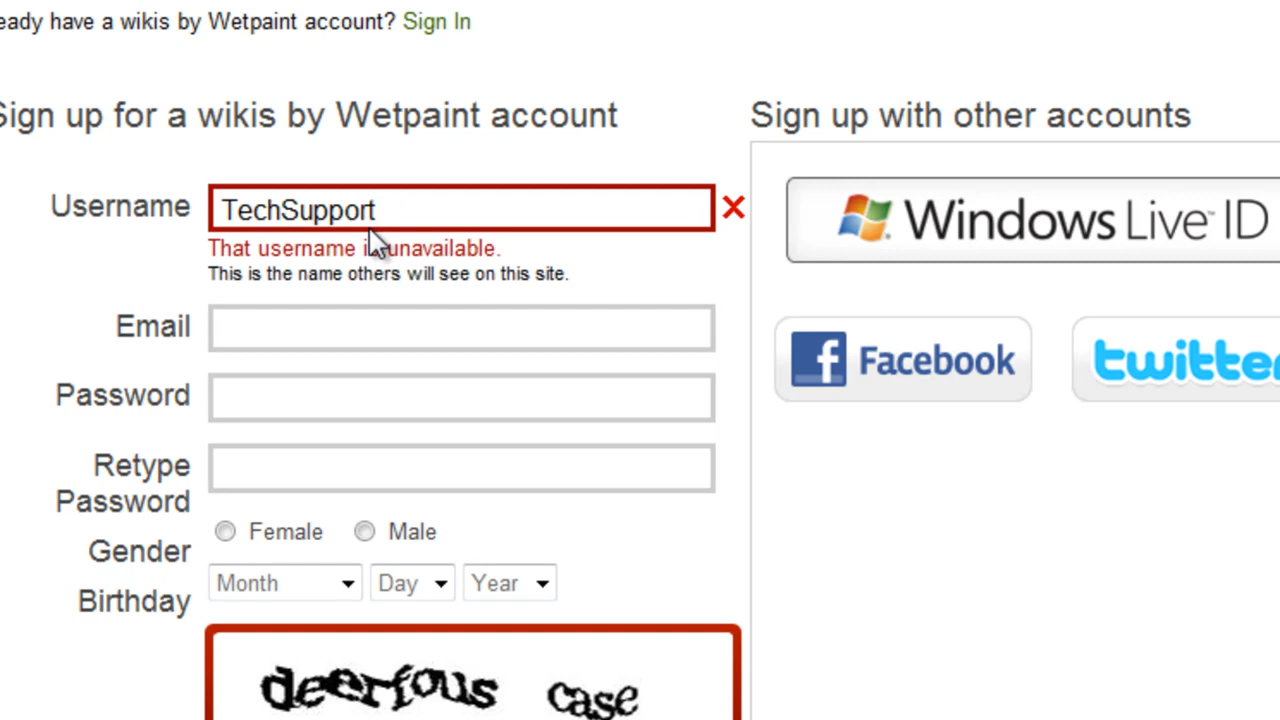 eady have a wikis by Wetpaint account? Sign In
Sign up for a wikis by Wetpaint account
Sign up with other accounts
Username
TechSupport
That username is unavailable.
This is the name others will see on this site.
Windows Live ID
Email
Facebook
twitter
Password
Retype
Password
Gender
Female
Male
Birthday
Month
Day
Year
deerfous case